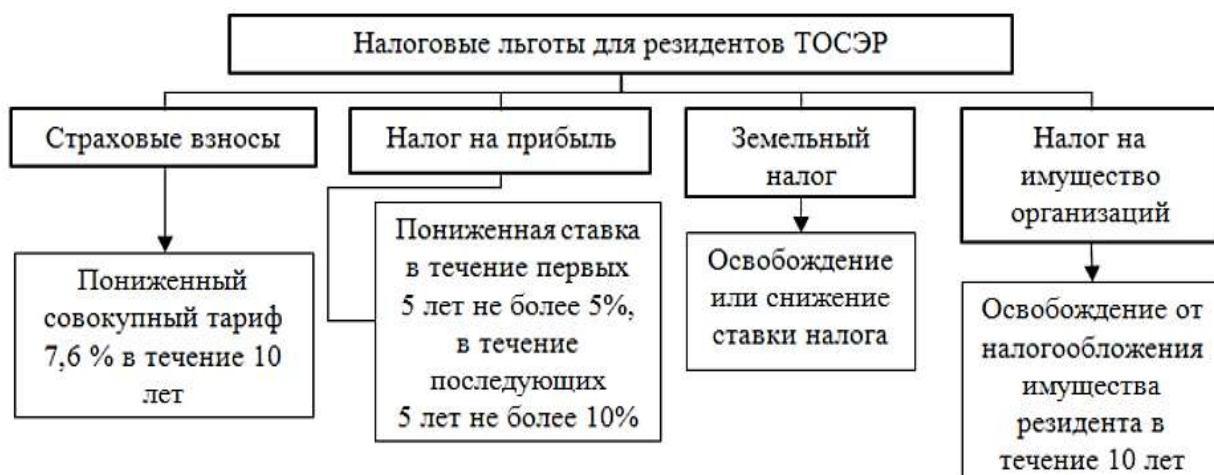 Налоговые льготы для резидентов ТОСЭР
Страховые взносы
Пониженный
совокупный тариф
7,6 % в течение 10
лет
Налог на прибыль
Пониженная ставка
в течение первых
5 лет не более 5%,
в течение
последующих
5 лет не более 10%
Земельный
налог
Освобождение
или снижение
ставки налога
Налог на
имущество
организаций
Освобождение от
налогообложения
имущества
резидента в
течение 10 лет